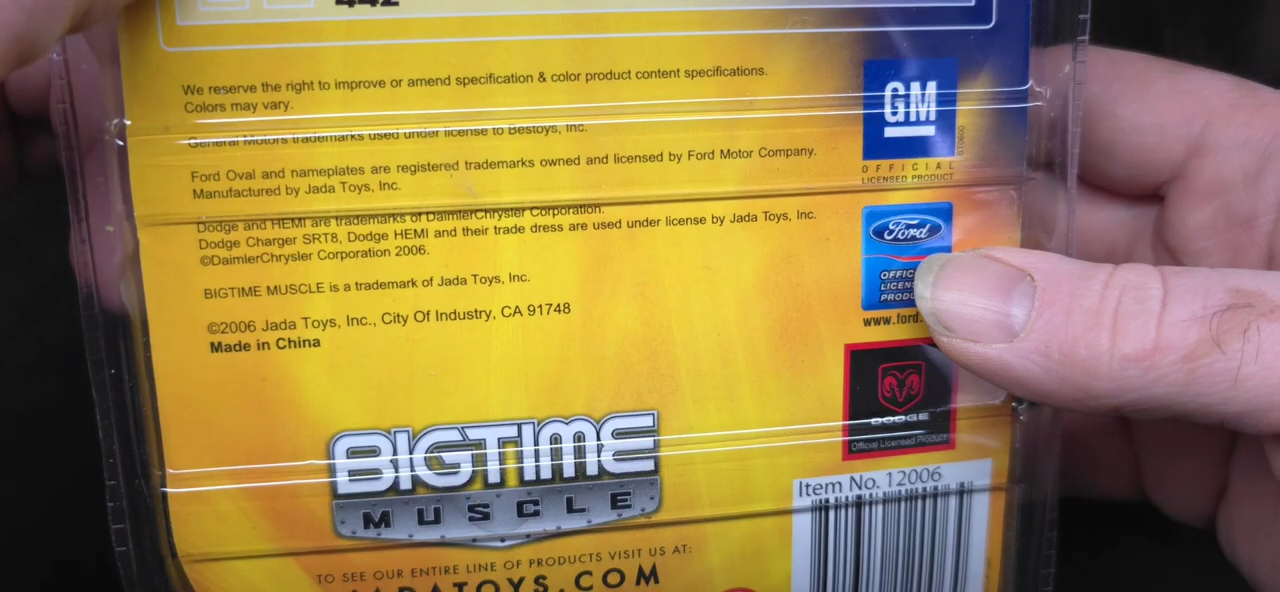 442
We reserve the right to improve or amend specification & color product content specifications.
Colors may vary.
General Motors trademarks used under license to Bestoys, Inc.
Ford Oval and nameplates are registered trademarks owned and licensed by Ford Motor Company.
Manufactured by Jada Toys, Inc.
Dodge and HEMI are trademarks of DaimlerChrysler Corporation.
Dodge Charger SRT8, Dodge HEMI and their trade dress are used under license by Jada Toys, Inc.
©DaimlerChrysler Corporation 2006.
BIGTIME MUSCLE is a trademark of Jada Toys, Inc.
©2006 Jada Toys, Inc., City Of Industry, CA 91748
Made in China
GM
OFFICIAL
LICENSED PRODUCT
Ford
www.ford.
DODGE
Official Licensed Product
Item No. 12006
BIGTIME
MUSCLE
TO SEE OUR ENTIRE LINE OF PRODUCTS VISIT US AT:
JADATOYS.COM